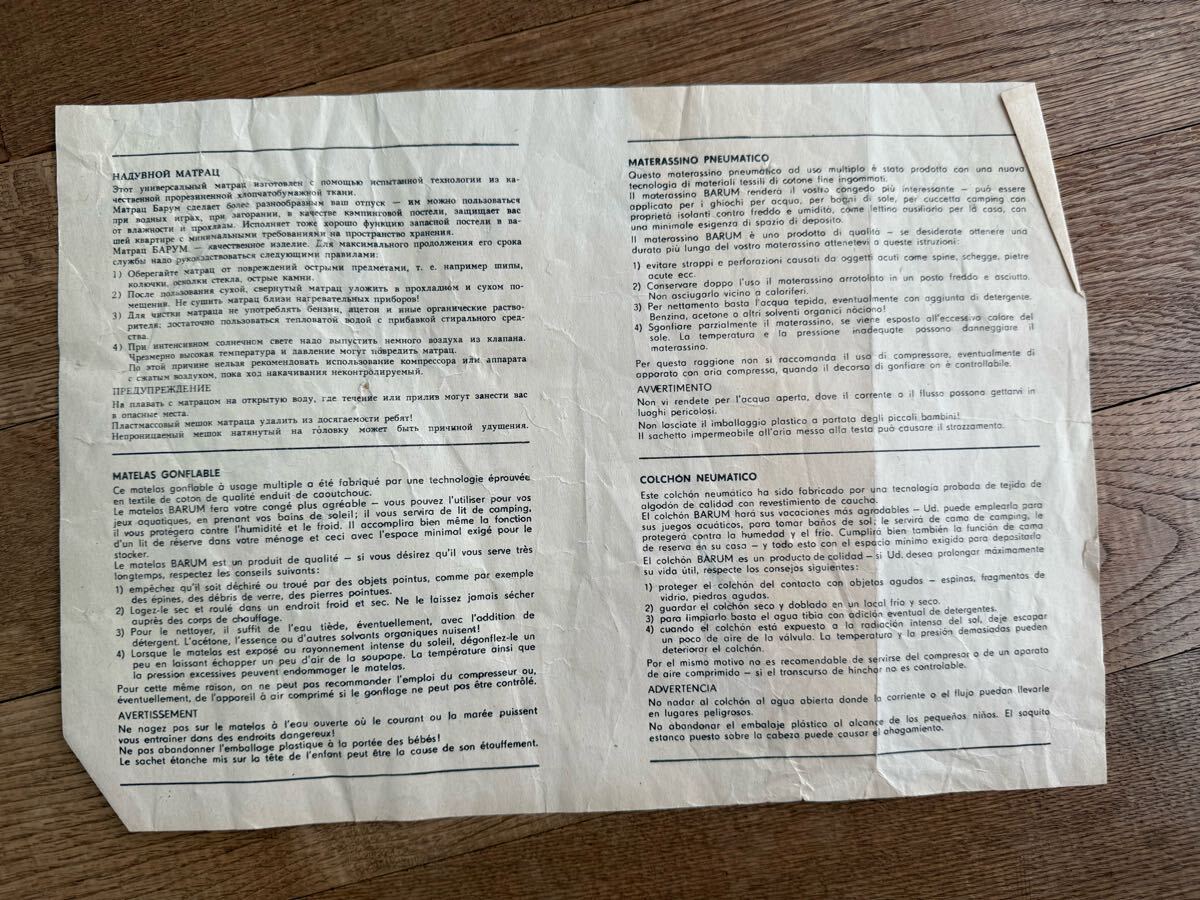 НАДУВНОЙ МАТРАЦ
Этот универсальный матрац изготовлен с помощью испытанной технологии из ка-
чественной прорезиненной хлопчатобумажной ткани.
Матрац Барум сделает более разнообразным ваш отпуск — им можно пользоваться
при водных играх, при загорании, в качестве кэмпинговой постели, защищает вас
от влажности и прохлады. Исполняет тоже хорошо функцию запасной постели в ва-
шей квартире с минимальными требованиями на пространство хранения.
Матрац БАРУМ — качественное изделие. Для максимального продолжения его срока
службы надо руководствоваться следующими правилами:
1) Оберегайте матрац от повреждений острыми предметами, т. е. например шипы,
колючки, осколки стекла, острые камни.
2) После пользования сухой, свернутый матрац уложить в прохладном и сухом по-
мещении. Не сушить матрац близи нагревательных приборов!
3) Для чистки матраца не употреблять бензин, ацетон и иные органические раство-
рителя: достаточно пользоваться тепловатой водой с прибавкой стирального сред-
ства.
4) При интенсивном солнечном свете надо выпустить немного воздуха из клапана.
Чрезмерно высокая температура и давление могут повредить матрац.
По этой причине нельзя рекомендовать использование компрессора или аппарата
с сжатым воздухом, пока ход накачивания неконтролируемый.
ПРЕДУПРЕЖДЕНИЕ
На плавать с матрацом на открытую воду, где течение или прилив могут занести вас
в опасные места.
Пластмассовый мешок матраца удалить из досягаемости ребят!
Непроницаемый мешок натянутый на головку может быть причиной удушения.
MATELAS GONFLABLE
Ce matelas gonflable à usage multiple a été fabriqué par une technologie éprouvée
en textile de coton de qualité enduit de caoutchouc.
Le matelas BARUM fera votre congé plus agréable — vous pouvez l'utiliser pour vos
jeux aquatiques, en prenant vos bains de soleil; il vous servira de lit de camping,
il vous protégera contre l'humidité et le froid. Il accomplira bien même la fonction
d'un lit de réserve dans votre ménage et ceci avec l'espace minimal exigé pour le
stocker.
Le matelas BARUM est un produit de qualité — si vous désirez qu'il vous serve très
longtemps, respectez les conseils suivants:
1) empêchez qu'il soit déchiré ou troué par des objets pointus, comme par exemple
des épines, des débris de verre, des pierres pointues.
2) Logez-le sec et roulé dans un endroit froid et sec. Ne le laissez jamais sécher
auprès des corps de chauffage.
3) Pour le nettoyer, il suffit de l'eau tiède, éventuellement, avec l'addition de
détergent. L'acétone, l'essence ou d'autres solvants organiques nuisent!
4) Lorsque le matelas est exposé au rayonnement intense du soleil, dégonflez-le un
peu en laissant échapper un peu d'air de la soupape. La température ainsi que
la pression excessives peuvent endommager le matelas.
Pour cette même raison, on ne peut pas recommander l'emploi du compresseur ou,
éventuellement, de l'appareil à air comprimé si le gonflage ne peut pas être contrôlé.
AVERTISSEMENT
Ne nagez pas sur le matelas à l'eau ouverte où le courant ou la marée puissent
vous entrainer dans des endroits dangereux!
Ne pas abandonner l'emballage plastique à la portée des bébés!
Le sachet étanche mis sur la tête de l'enfant peut être la cause de son étouffement.
MATERASSINO PNEUMATICO
Questo materassino pneumatico ad uso multiplo è stato prodotto con una nuova
tecnologia di materiali tessili di cotone fine ingommati.
Il materassino BARUM renderà il vostro congedo più interessante — può essere
applicato per i ghiochi per acqua, per bagni di sole, per cuccetta camping con
proprietà isolanti contro freddo e umidità, come lettino ausiliario per la casa, con
una minimale esigenza di spazio di deposito.
Il materassino BARUM è uno prodotto di qualità — se desiderate ottenere una
durata più lunga del vostro materassino attenetevi a queste istruzioni:
1) evitare strappi e perforazioni causati da oggetti acuti come spine, schegge, pietre
acute ecc.
2) Conservare doppo l'uso il materassino arrotolato in un posto freddo e asciutto.
Non asciugarlo vicino a caloriferi.
3) Per nettamento basta l'acqua tepida, eventualmente con aggiunta di detergente.
Benzina, acetone o altri solventi organici nociano!
4) Sgonfiare parzialmente il materassino, se viene esposto all'eccessivo calore del
sole. La temperatura e la pressione inadequate possono danneggiare il
materassino.
Per questa raggione non si raccomanda il uso di compressore, eventualmente di
apparato con aria compressa, quando il decorso di gonfiare on è controllabile.
AVVERTIMENTO
Non vi rendete per l'acqua aperta, dove il corrente o il flusso possono gettarvi in
luoghi pericolosi.
Non lasciate il imballaggio plastico a portata degli piccoli bambini!
Il sachetto impermeabile all'aria messo alla testa può causare il strozzamento.
COLCHÓN NEUMÁTICO
Este colchón neumático ha sido fabricado por una tecnología probada de tejido de
algodón de calidad con revestimiento de caucho.
El colchón BARUM hará sus vacaciones más agradables — Ud. puede emplearla para
sus juegos acuáticos, para tomar baños de sol; le servirá de cama de camping, le
protegerá contra la humedad y el frío. Cumplirá bien también la función de cama
de reserva en su casa — y todo esto con el espacio mínimo exigido para depositarlo
El colchón BARUM es un producto de calidad — si Ud. desea prolongar máximamente
su vida útil, respecte los consejos siguientes:
1) proteger el colchón del contacto con objetos agudos — espinas, fragmentos de
vidrio, piedras agudas.
2) guardar el colchón seco y doblado en un local frío y seco.
3) para limpiarlo basta el agua tibia con adición eventual de detergentes.
4) cuando el colchón está expuesto a la radiación intensa del sol, deje escapar
un poco de aire de la válvula. La temperatura y la presión demasiadas pueden
deteriorar el colchón.
Por el mismo motivo no es recomendable de servirse del compresor o de un aparato
de aire comprimido — si el transcurso de hinchar no es controlable.
ADVERTENCIA
No nadar al colchón al agua abierta donde la corriente o el flujo puedan llevarle
en lugares peligrosos.
No abandonar el embalaje plástico al alcance de los pequeños niños. El saquito
estanco puesto sobre la cabeza puede causar el ahogamiento.